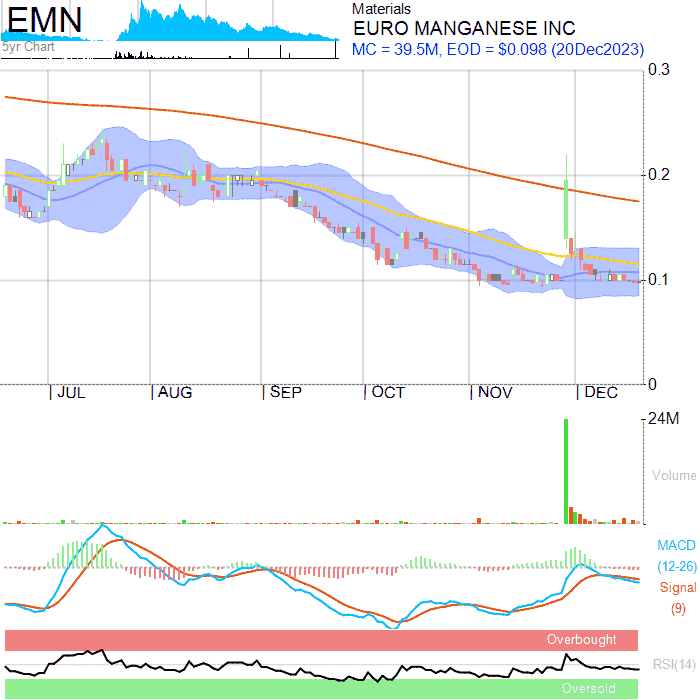 EMN
5yr Chart
Materials
EURO MANGANESE INC
MC = 39.5M, EOD = $0.098 (20Dec2023)
0.3
0.2
0.1
0
JUL AUG SEP OCT NOV DEC
24M
Volume
MACD
(12-26)
Signal
(9)
Overbought
RSI(14)
Oversold